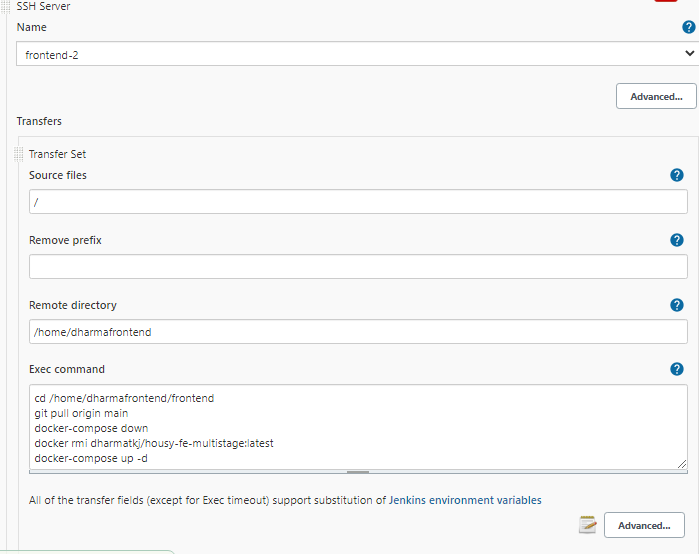 SSH Server
Name
frontend-2
Advanced...
Transfers
Transfer Set
Source files
/
Remove prefix
Remote directory
/home/dharmafrontend
Exec command
cd /home/dharmafrontend/frontend
git pull origin main
docker-compose down
docker rmi dharmatkj/housy-fe-multistage:latest
docker-compose up -d
All of the transfer fields (except for Exec timeout) support substitution of Jenkins environment variables
Advanced...